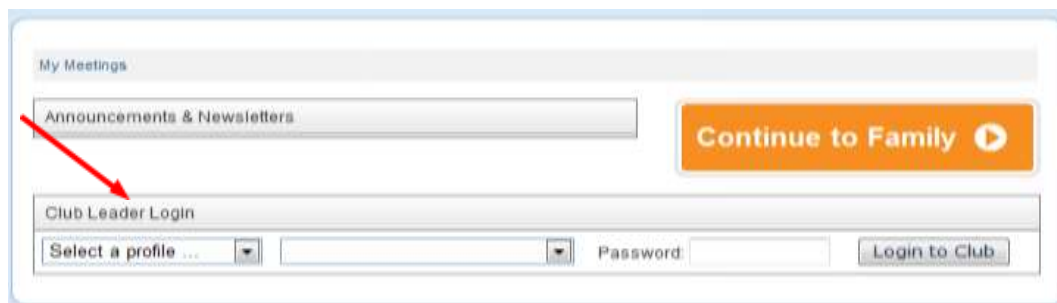 My Meetings
Announcements & Newsletters
Continue to Family
Club Leader Login
Select a profile ... Password: Login to Club